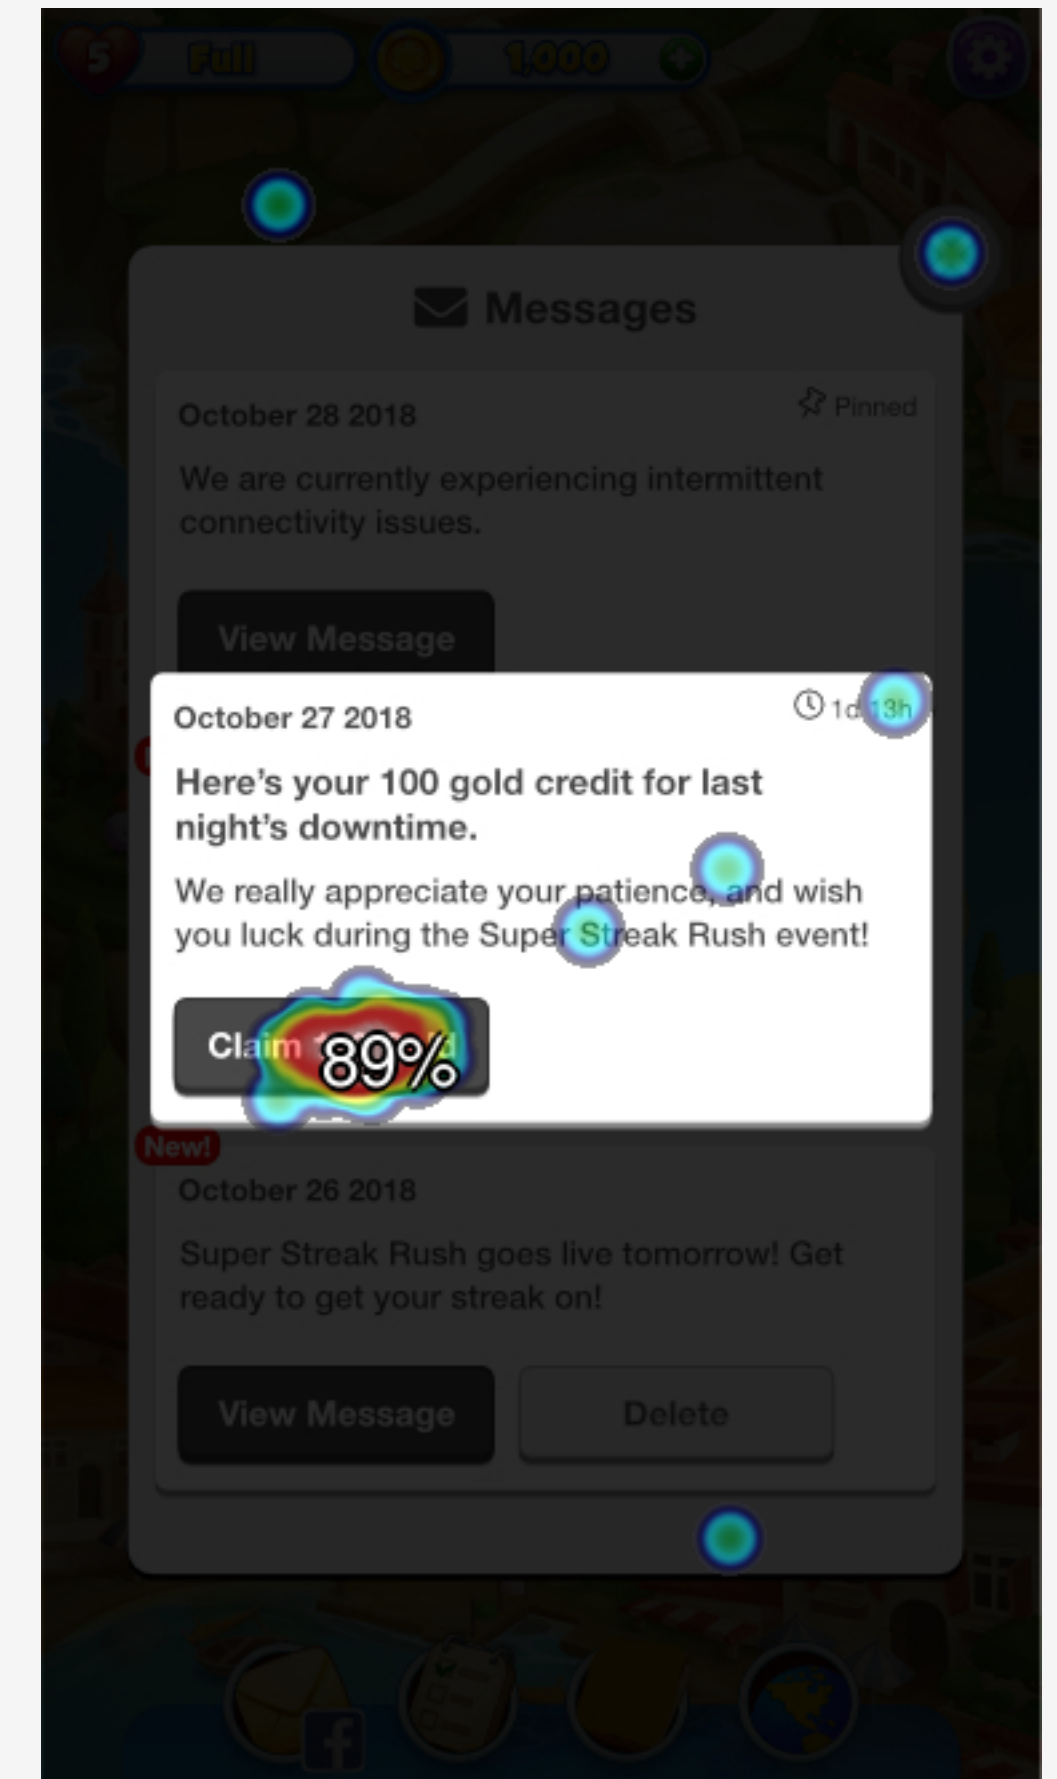 5 Full 1,000
Messages
October 28 2018 Pinned
We are currently experiencing intermittent
connectivity issues.
View Message
October 27 2018 1d 13h
Here's your 100 gold credit for last
night's downtime.
We really appreciate your patience, and wish
you luck during the Super Streak Rush event!
Claim
89%
New!
October 26 2018
Super Streak Rush goes live tomorrow! Get
ready to get your streak on!
View Message Delete